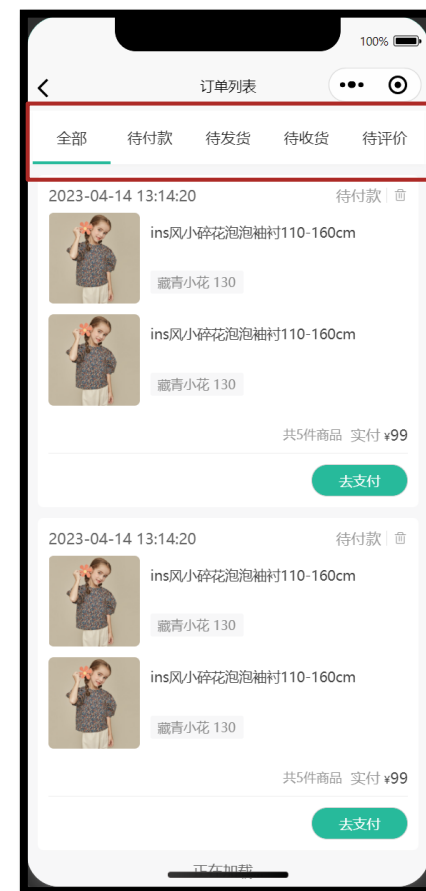 100%
订单列表
全部 待付款 待发货 待收货 待评价
2023-04-14 13:14:20 待付款
ins风小碎花泡泡袖衬110-160cm
藏青小花 130
ins风小碎花泡泡袖衬110-160cm
藏青小花 130
共5件商品 实付 ¥99
去支付
2023-04-14 13:14:20 待付款
ins风小碎花泡泡袖衬110-160cm
藏青小花 130
ins风小碎花泡泡袖衬110-160cm
藏青小花 130
共5件商品 实付 ¥99
去支付
正在加载